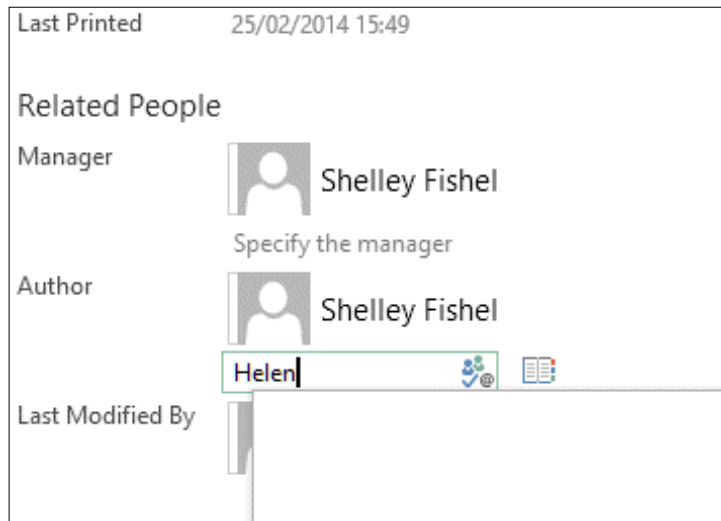 Last Printed 25/02/2014 15:49
Related People
Manager
Shelley Fishel
Specify the manager
Author
Shelley Fishel
Helen
Last Modified By